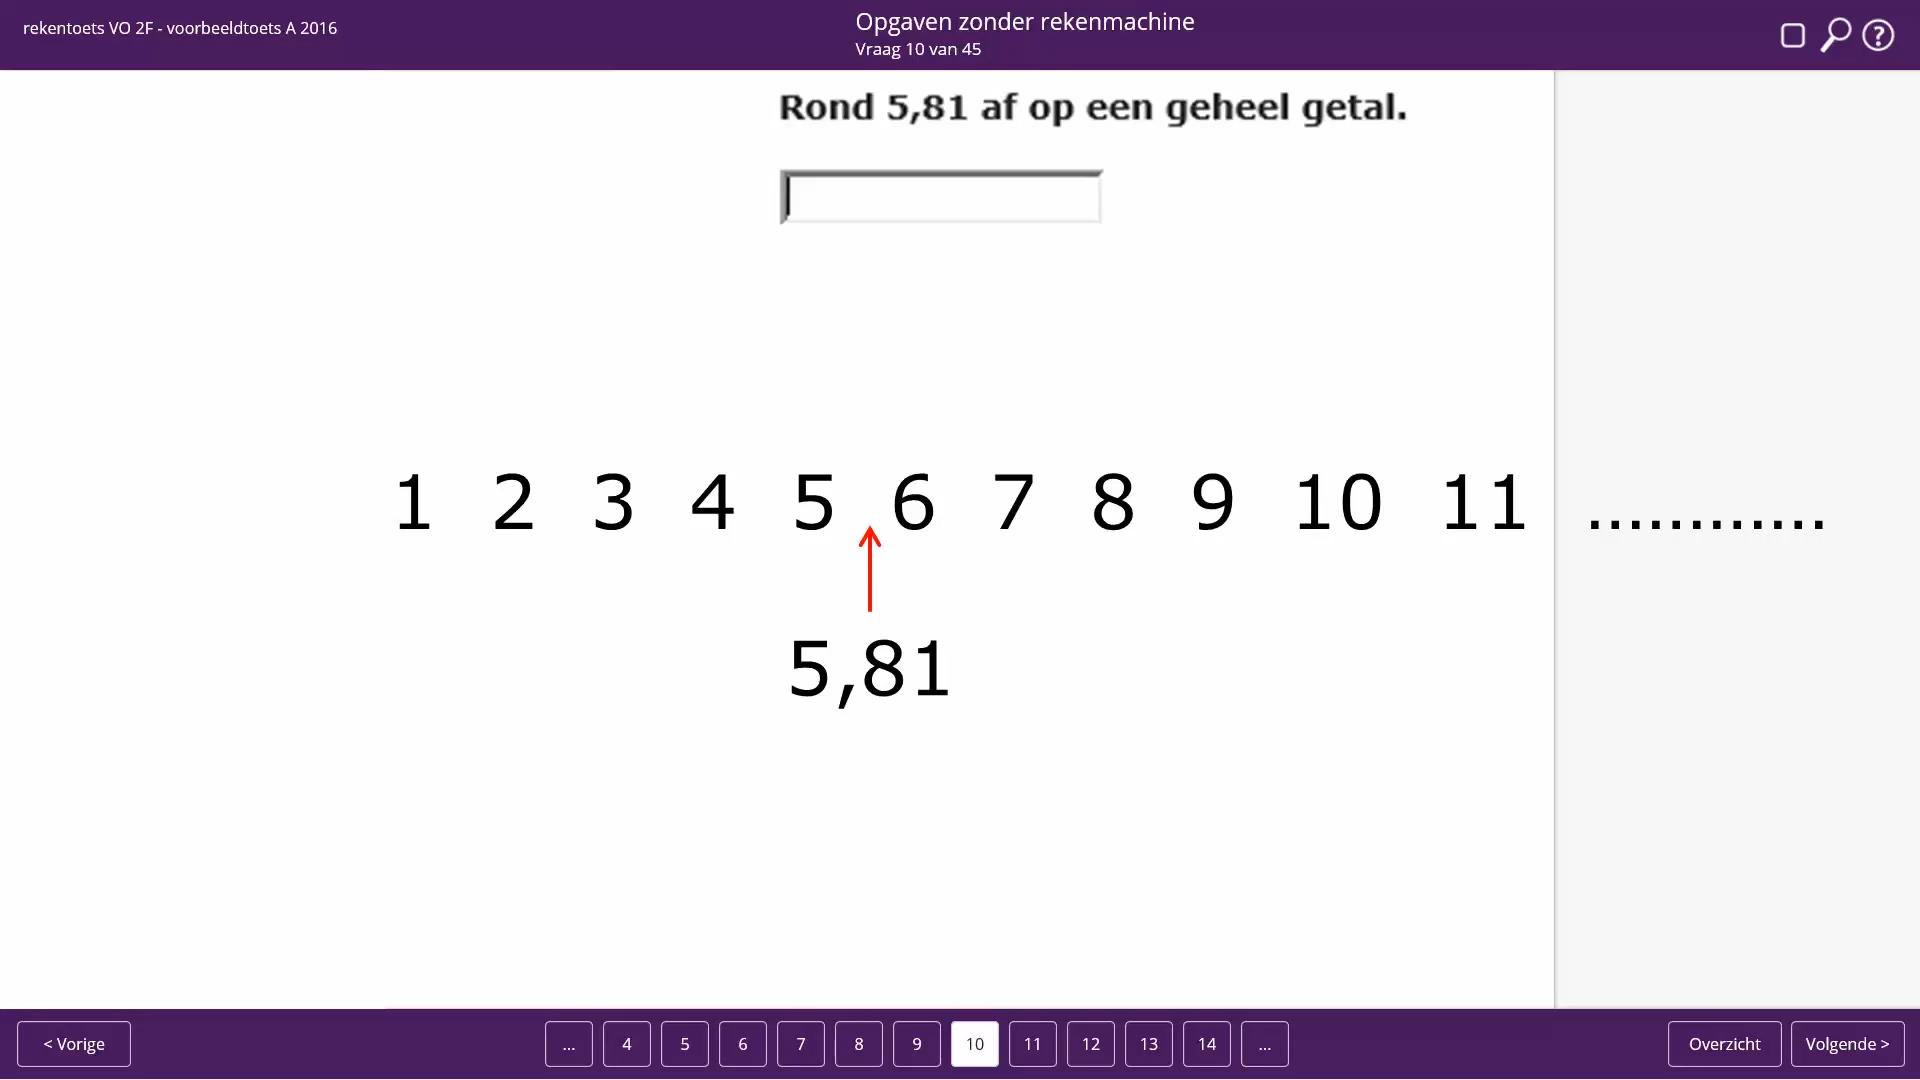 rekentoets VO 2F - voorbeeldtoets A 2016
Opgaven zonder rekenmachine
Vraag 10 van 45
?
Rond 5,81 af op een geheel getal.
1 2 3 4 5 6 7 8 9 10 11 ............
5,81
< Vorige
... 4 5 6 7 8 9 10 11 12 13 14 ...
Overzicht
Volgende >